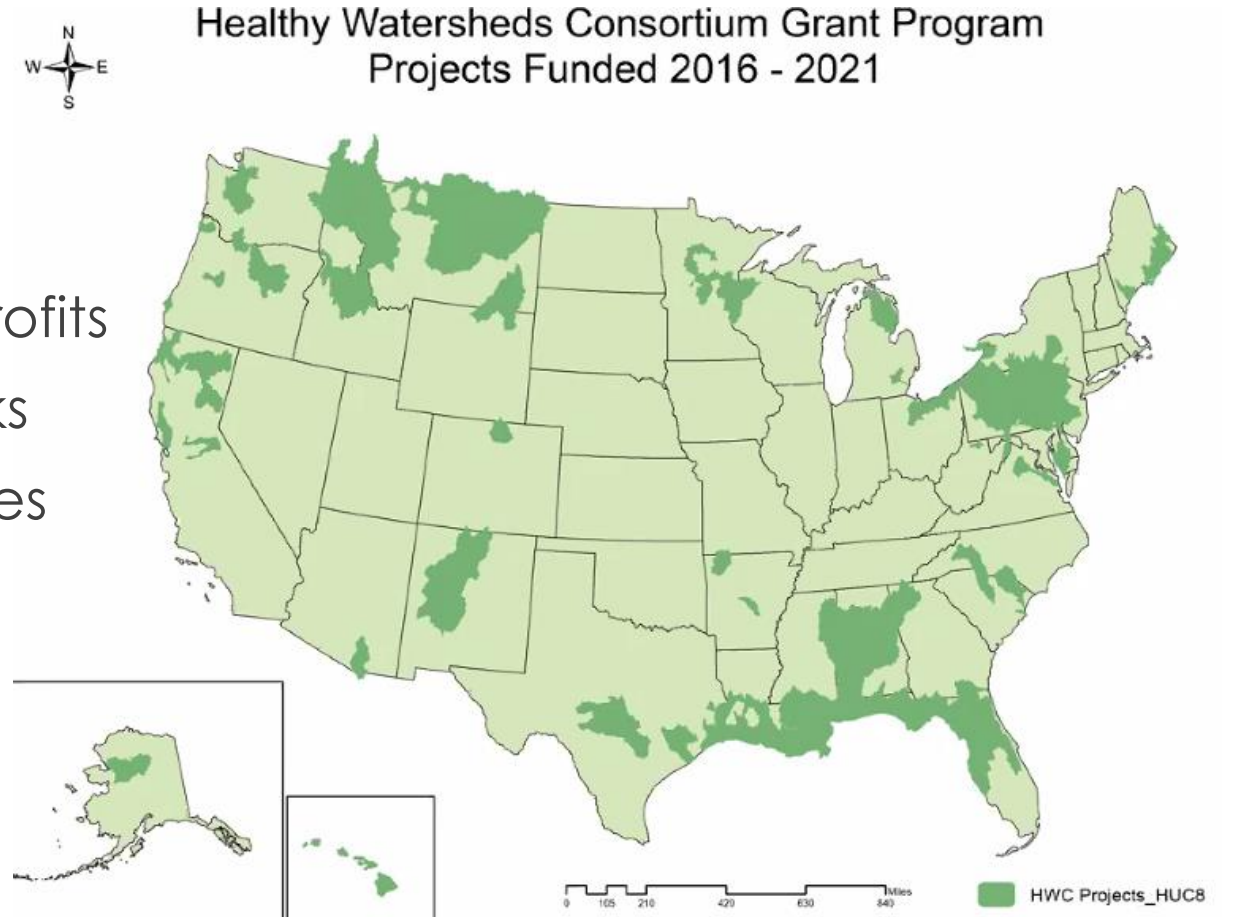 Healthy Watersheds Consortium Grant Program
Projects Funded 2016 - 2021
N
W E
S
rofits
ks
es
Miles
0 105 210 420 630 840
HWC Projects_HUC8